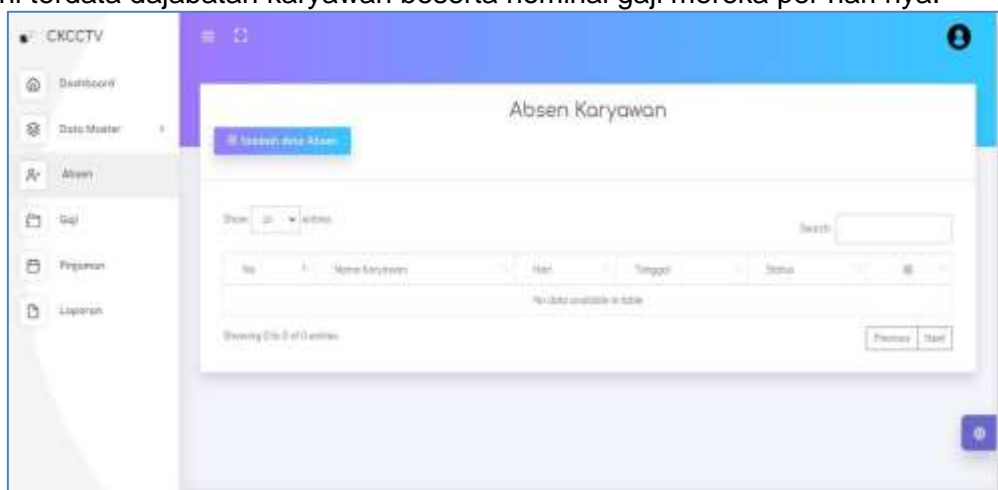 ni terdata dajabatan karyawan beserta nominal gaji mereka per hari nya.
CKCCTV
Dashboard
Data Master
Absen
Gaji
Pinjaman
Laporan
Absen Karyawan
Tambah data Absen
Show 10 entries
Search:
No Nama Karyawan Hari Tanggal Status
No data available in table
Showing 0 to 0 of 0 entries
Previous Next